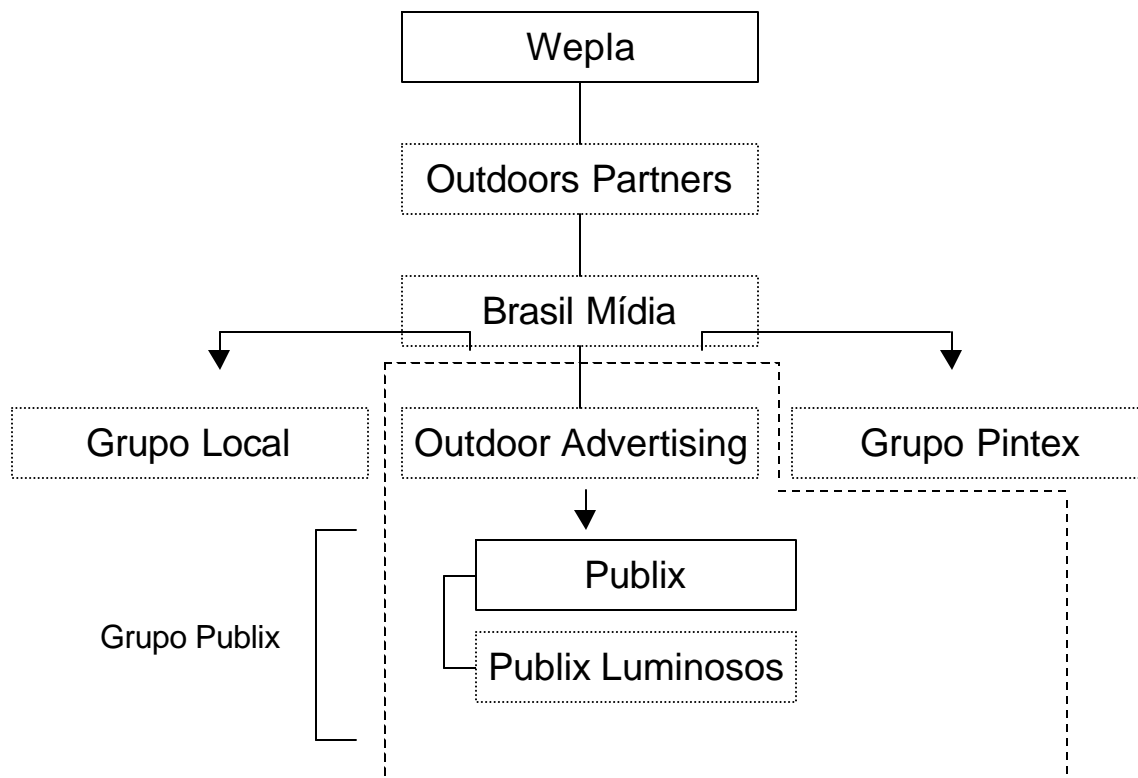 Wepla
Outdoors Partners
Brasil Mídia
Grupo Local
Outdoor Advertising
Grupo Pintex
Publix
Grupo Publix
Publix Luminosos